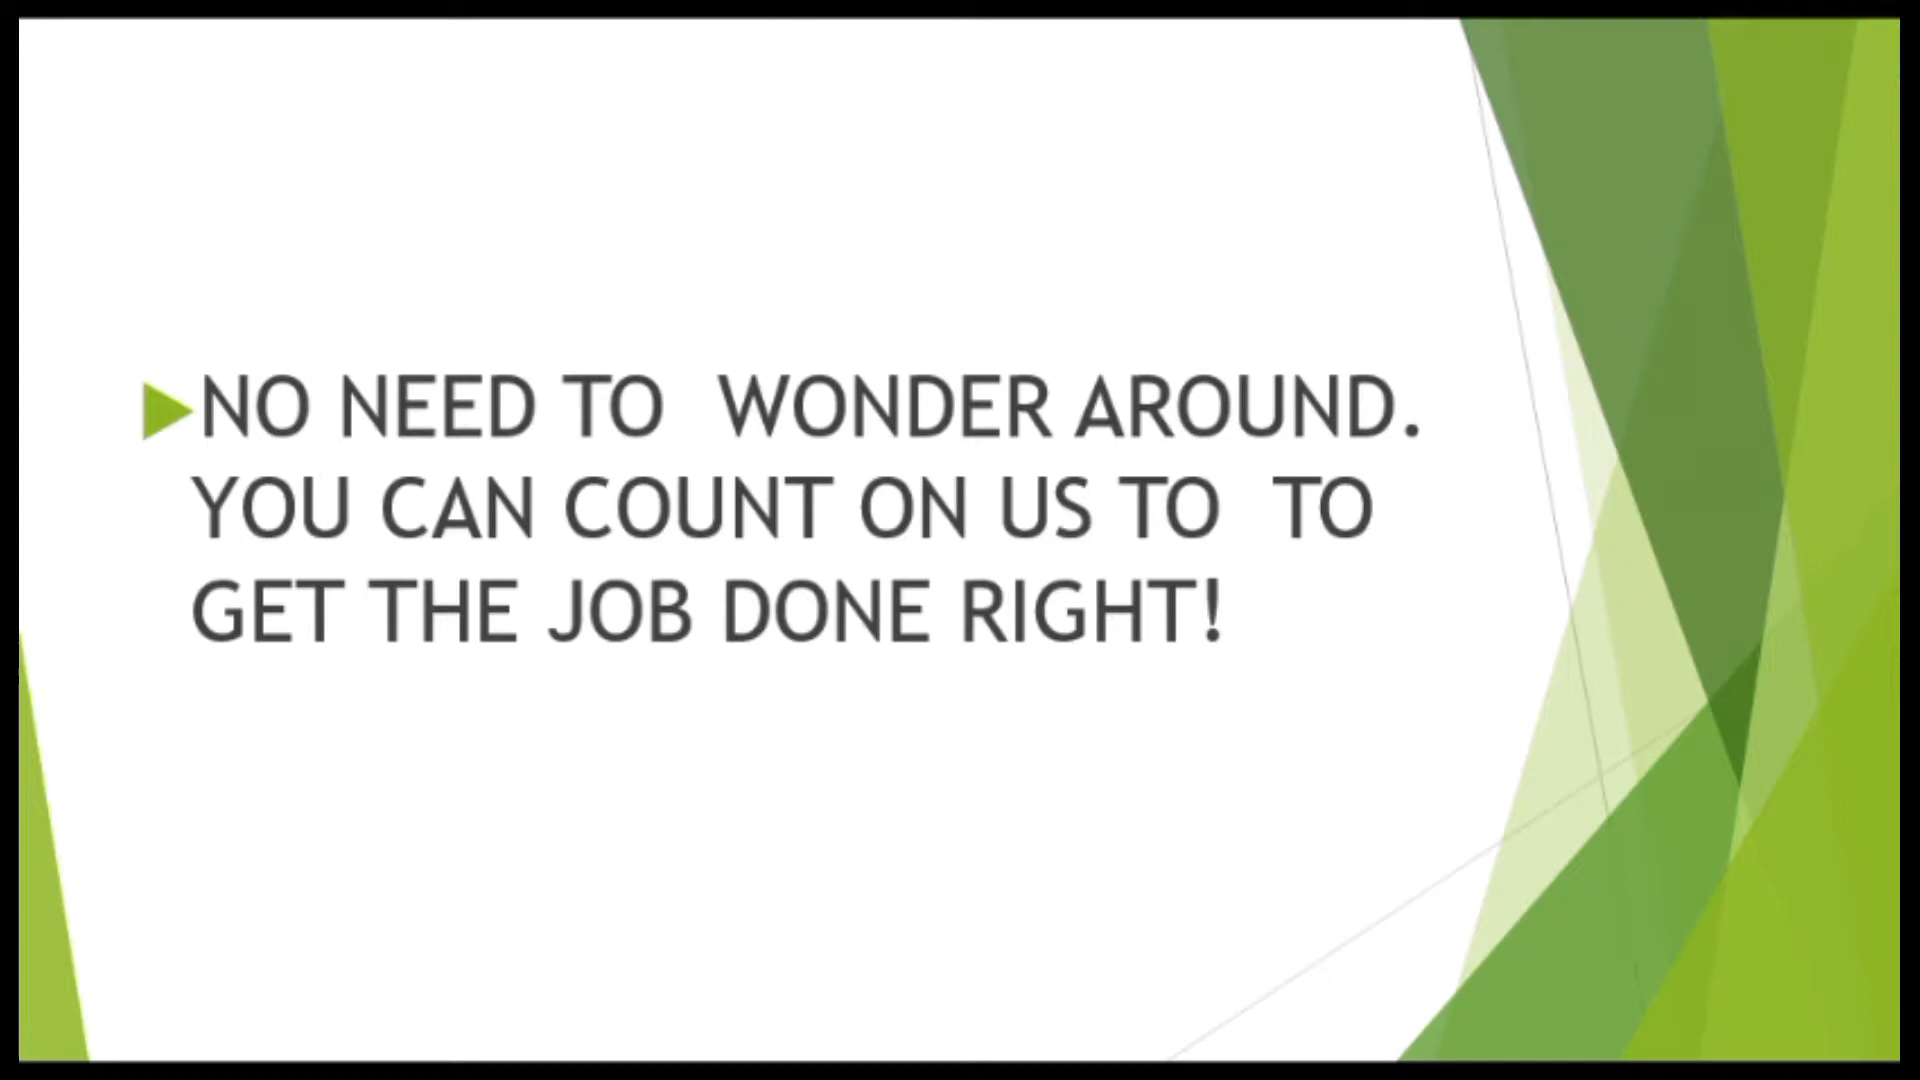 NO NEED TO  WONDER AROUND.
YOU CAN COUNT ON US TO  TO
GET THE JOB DONE RIGHT!